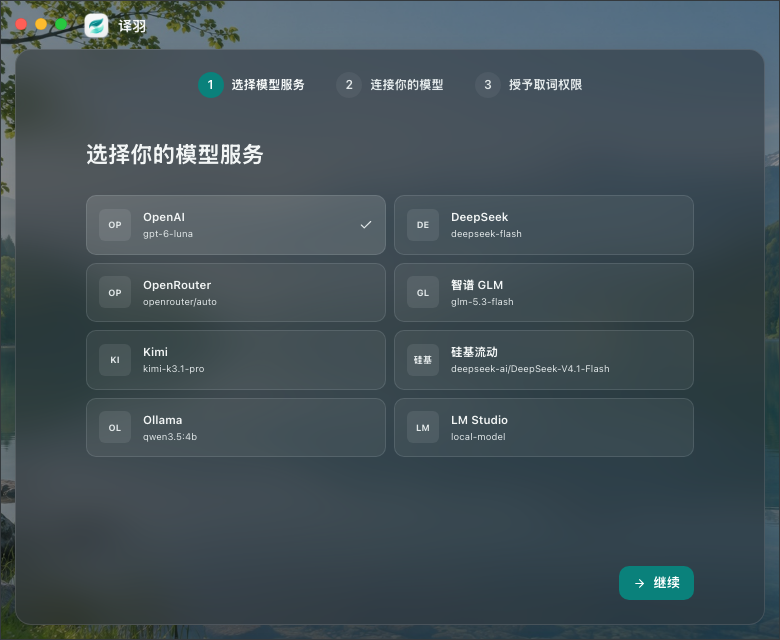 译羽
1 选择模型服务 2 连接你的模型 3 授予取词权限
选择你的模型服务
OP OpenAI
gpt-6-luna
DE DeepSeek
deepseek-flash
OP OpenRouter
openrouter/auto
GL 智谱 GLM
glm-5.3-flash
KI Kimi
kimi-k3.1-pro
硅基 硅基流动
deepseek-ai/DeepSeek-V4.1-Flash
OL Ollama
qwen3.5:4b
LM LM Studio
local-model
继续